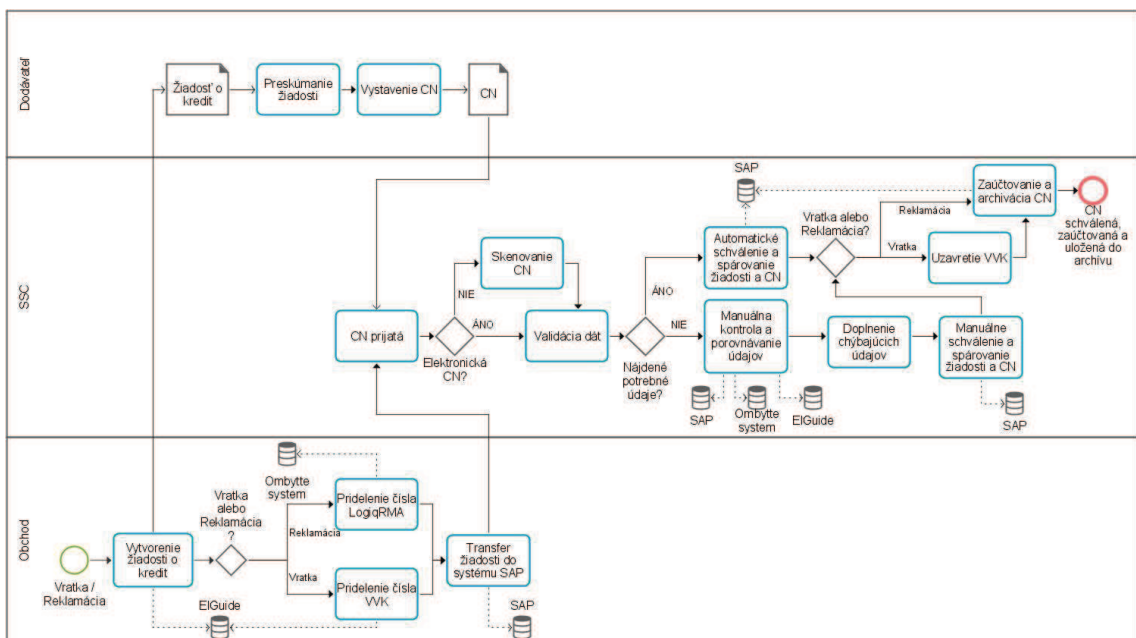 Dodávateľ
Žiadosť o
kredit
Preskúmanie
žiadosti
Vystavenie CN
CN
SSC
SAP
Zaúčtovanie a
archivácia CN
CN
schválená,
zaúčtovaná a
uložená do
archívu
Vratka alebo
Reklamácia?
Reklamácia
Vratka
Uzavretie VVK
Automatické
schválenie a
spárovanie
žiadosti a CN
Skenovanie
CN
NIE
ÁNO
CN prijatá
Elektronická
CN?
ÁNO
Validácia dát
NIE
Nájdené
potrebné
údaje?
Manuálna
kontrola a
porovnávanie
údajov
Doplnenie
chýbajúcich
údajov
Manuálne
schválenie a
spárovanie
žiadosti a CN
SAP
Ombytte
system
ElGuide
SAP
Obchod
Ombytte
system
Vratka
alebo
Reklamácia
?
Pridelenie čísla
LogiqRMA
Reklamácia
Vytvorenie
žiadosti o
kredit
Transfer
žiadosti do
systému SAP
Vratka /
Reklamácia
Vratka
Pridelenie čísla
VVK
ElGuide
SAP